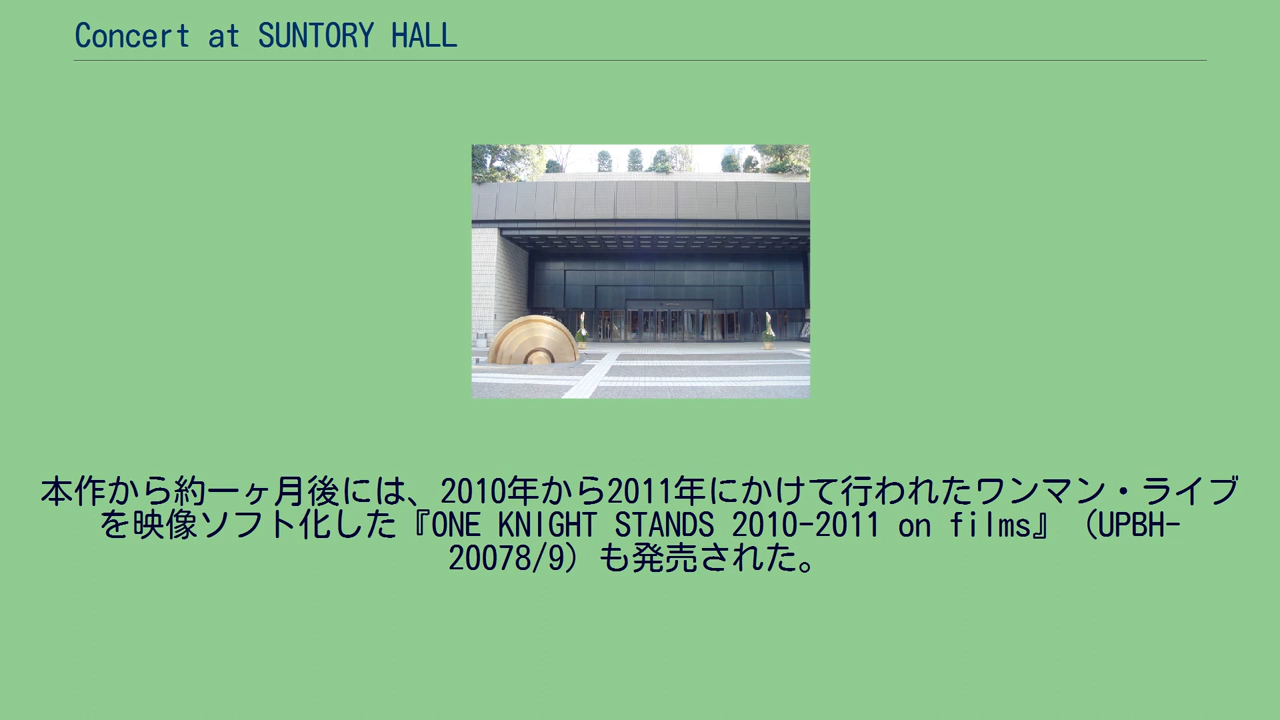 Concert at SUNTORY HALL
本作から約一ヶ月後には、2010年から2011年にかけて行われたワンマン・ライブ
を映像ソフト化した『ONE KNIGHT STANDS 2010-2011 on films』（UPBH-
20078/9）も発売された。